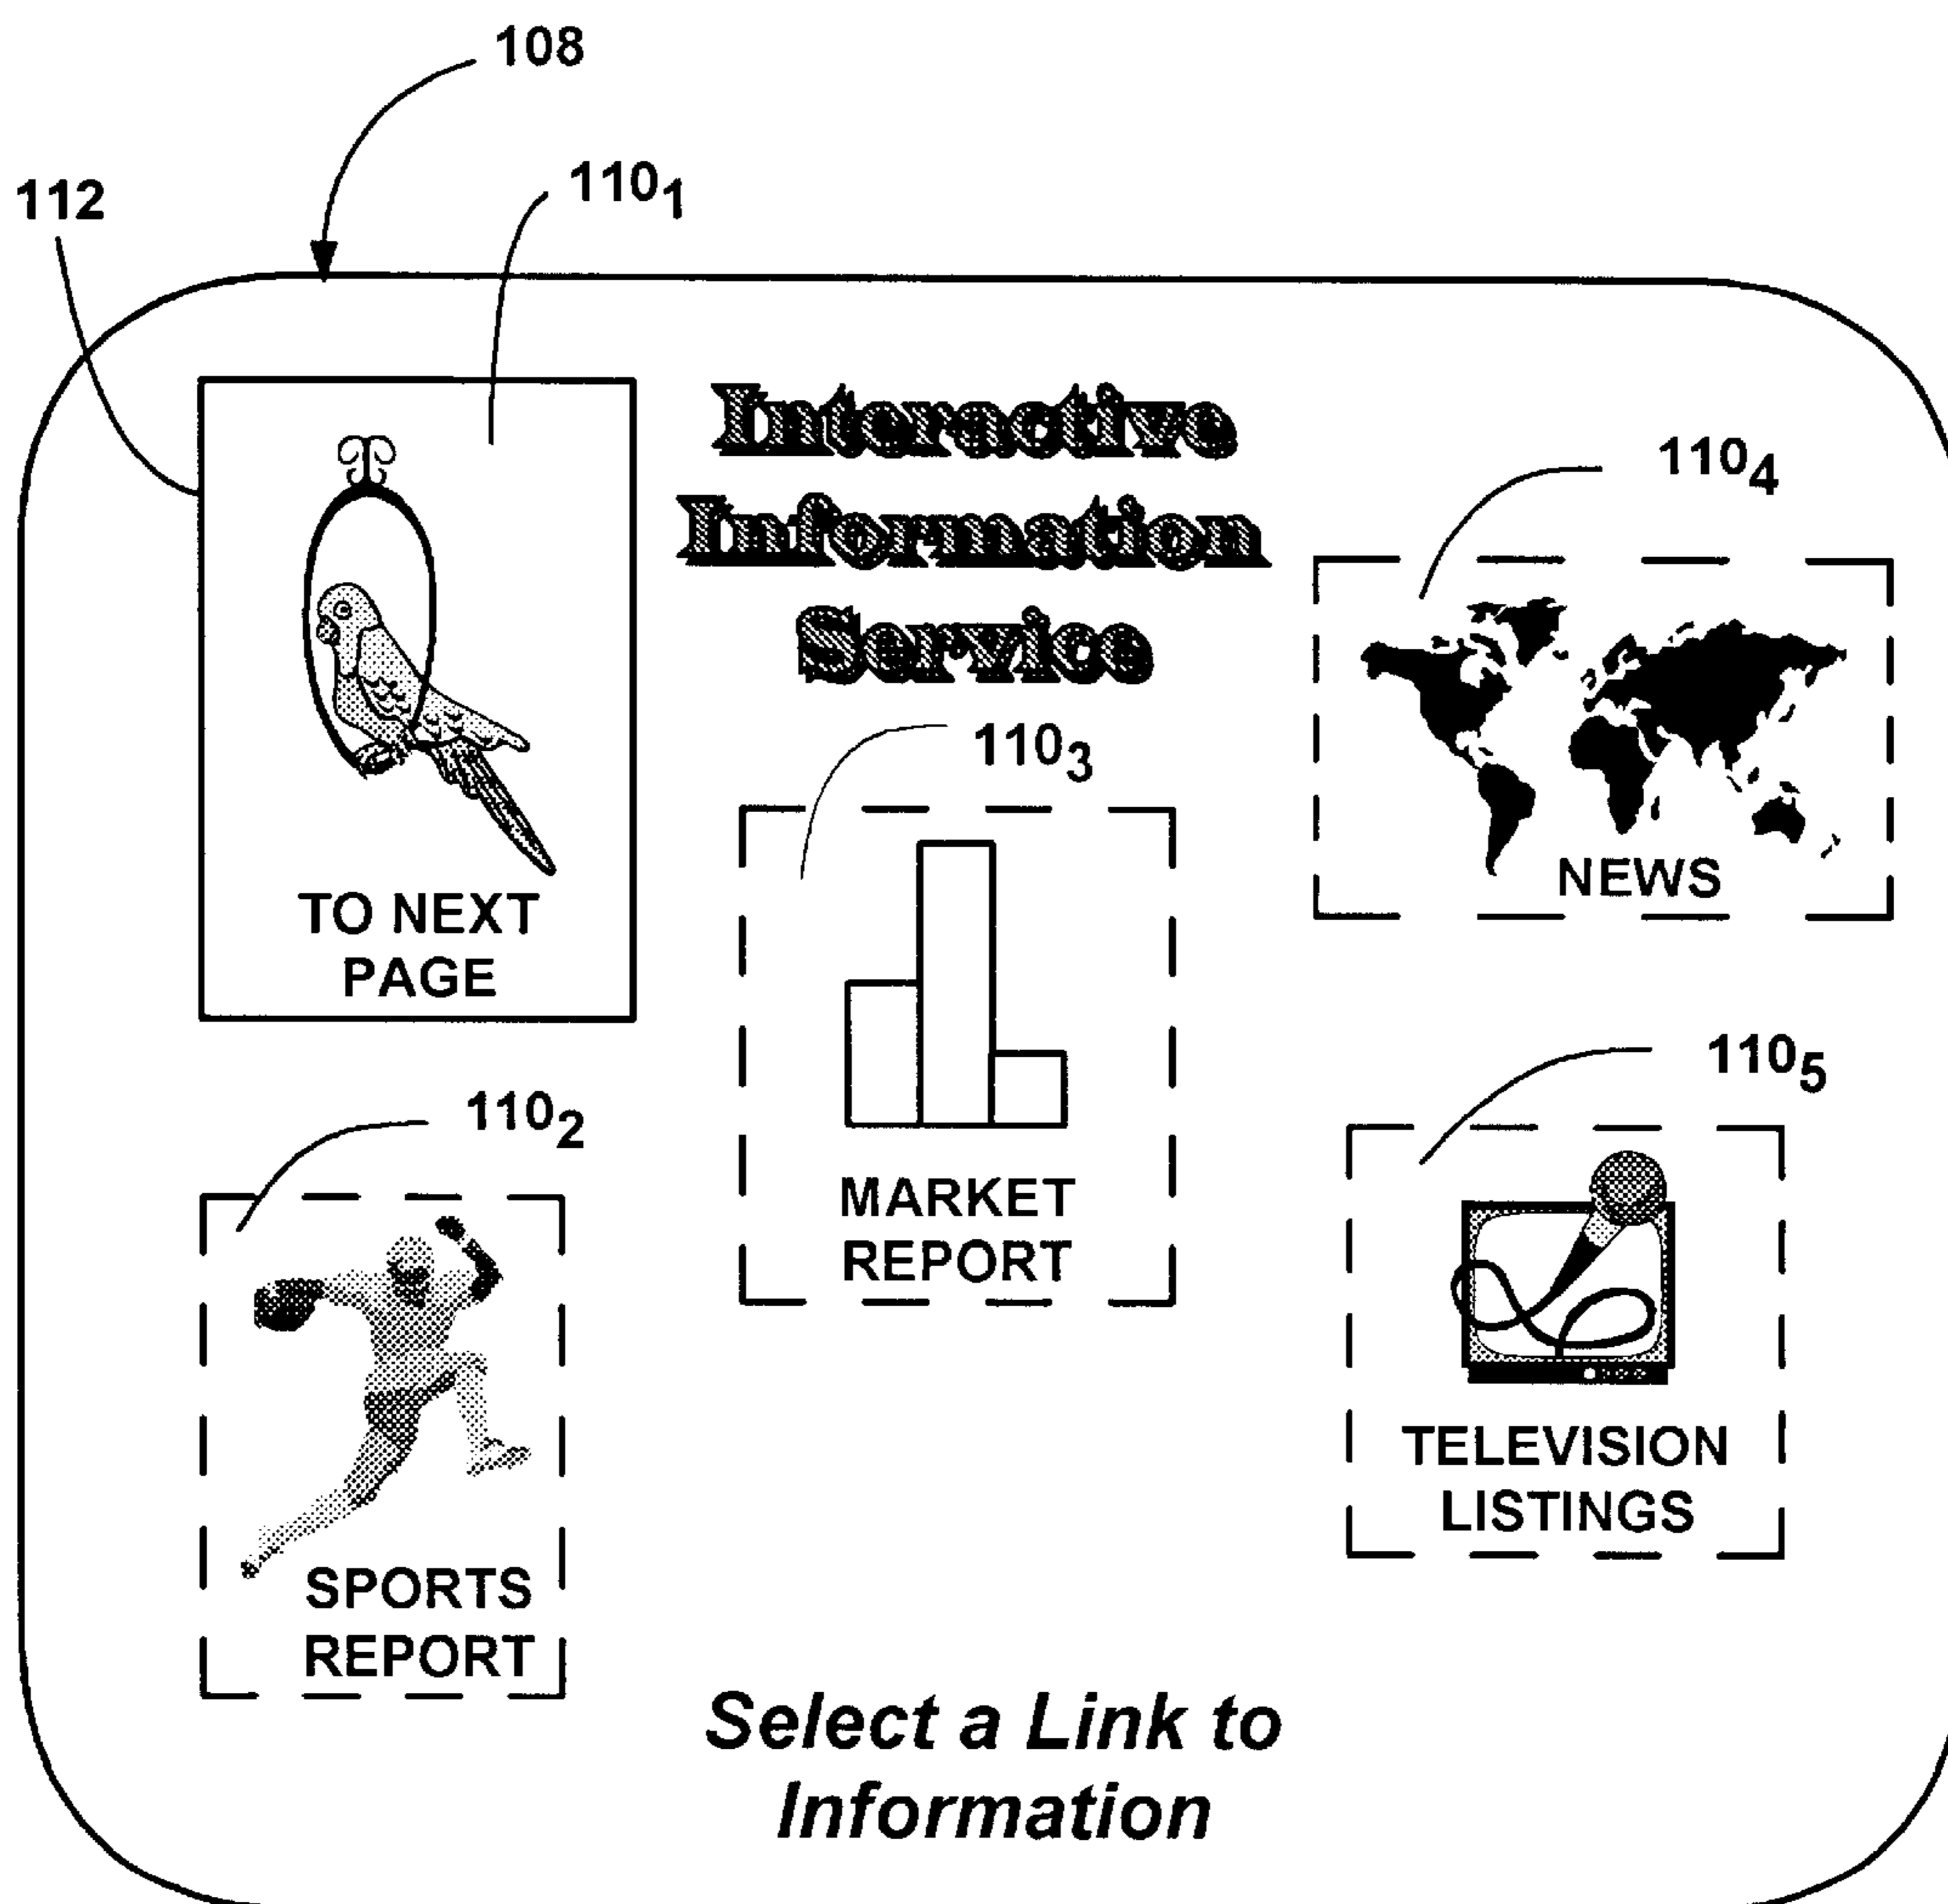 108
112
110₁
Interactive
Information
Service
110₄
NEWS
TO NEXT
PAGE
110₃
MARKET
REPORT
110₂
SPORTS
REPORT
110₅
TELEVISION
LISTINGS
Select a Link to
Information